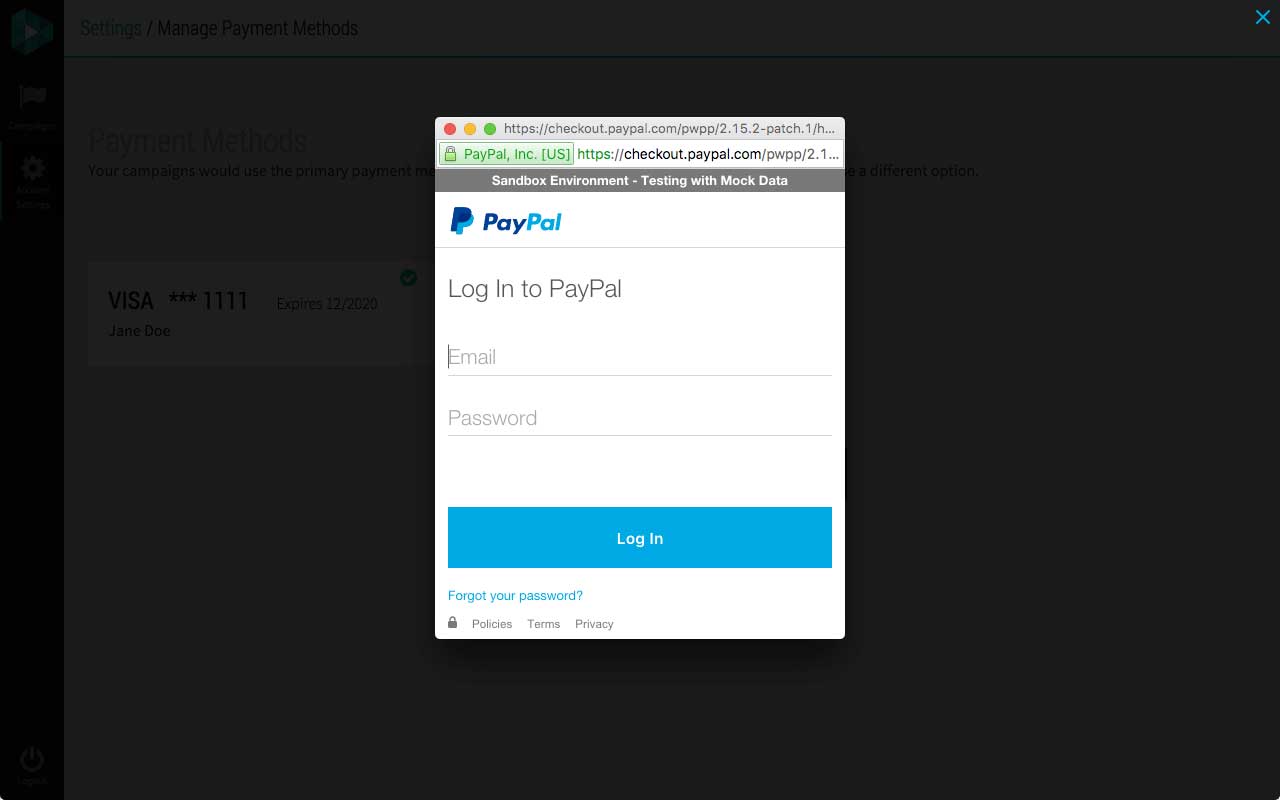 Settings / Manage Payment Methods
Campaigns
Account
Settings
Logout
Payment Methods
Your campaigns would use the primary payment me
e a different option.
VISA *** 1111 Expires 12/2020
Jane Doe
https://checkout.paypal.com/pwpp/2.15.2-patch.1/h...
PayPal, Inc. [US] https://checkout.paypal.com/pwpp/2.1...
Sandbox Environment - Testing with Mock Data
PayPal
Log In to PayPal
Email
Password
Log In
Forgot your password?
Policies Terms Privacy